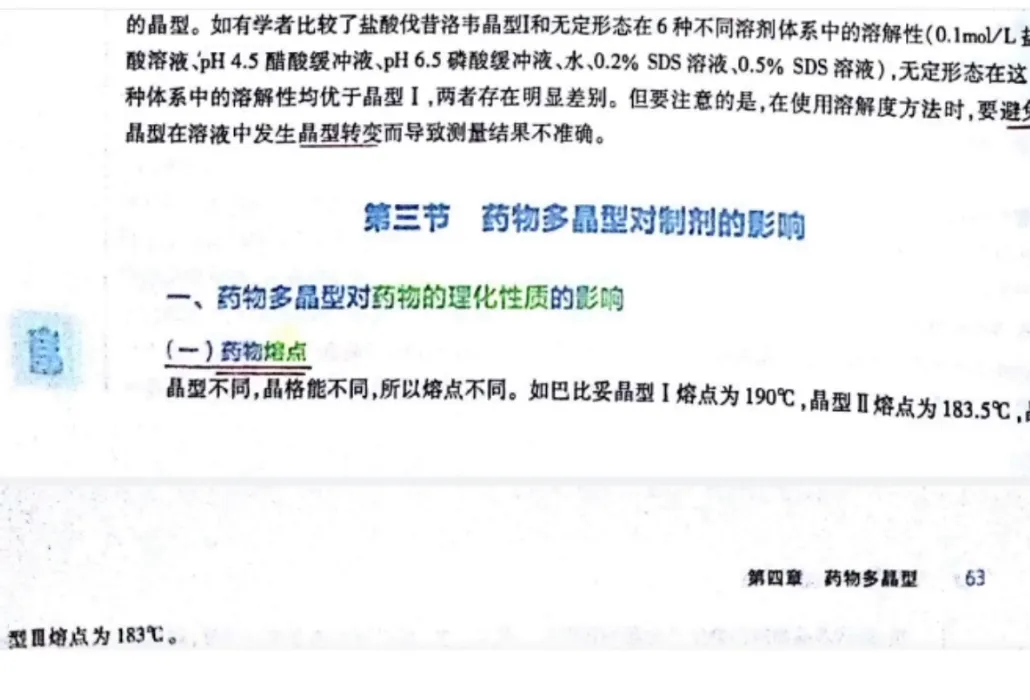 的晶型。如有学者比较了盐酸伐昔洛韦晶型Ⅰ和无定形态在6种不同溶剂体系中的溶解性(0.1mol/L
酸溶液、pH 4.5 醋酸缓冲液、pH 6.5 磷酸缓冲液、水、0.2% SDS 溶液、0.5% SDS 溶液),无定形态在这
种体系中的溶解性均优于晶型Ⅰ,两者存在明显差别。但要注意的是,在使用溶解度方法时,要避免
晶型在溶液中发生晶型转变而导致测量结果不准确。
第三节 药物多晶型对制剂的影响
一、药物多晶型对药物的理化性质的影响
(一)药物熔点
晶型不同,晶格能不同,所以熔点不同。如巴比妥晶型Ⅰ熔点为190℃,晶型Ⅱ熔点为183.5℃,
第四章 药物多晶型 63
型Ⅲ熔点为183℃。